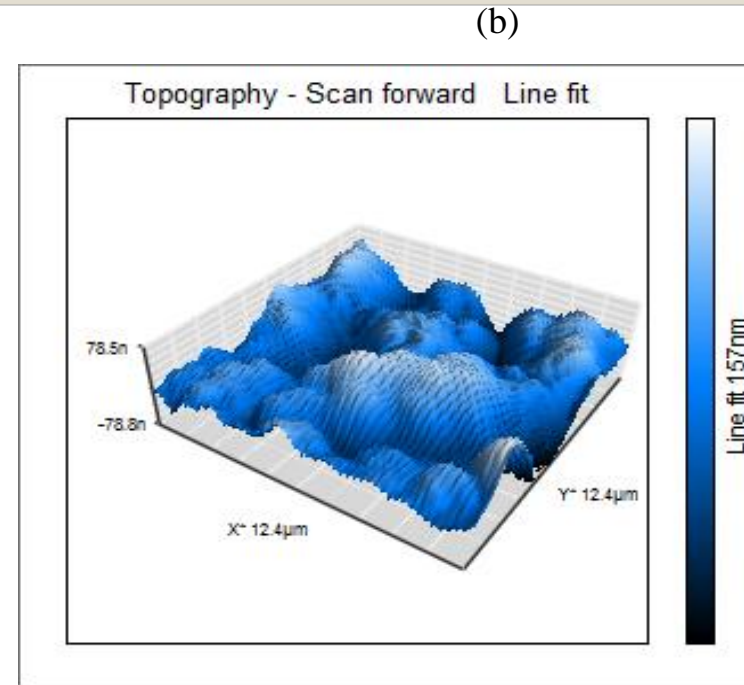 (b)
Topography - Scan forward Line fit
78.5n
-78.8n
X* 12.4µm
Y* 12.4µm
Line fit 157nm